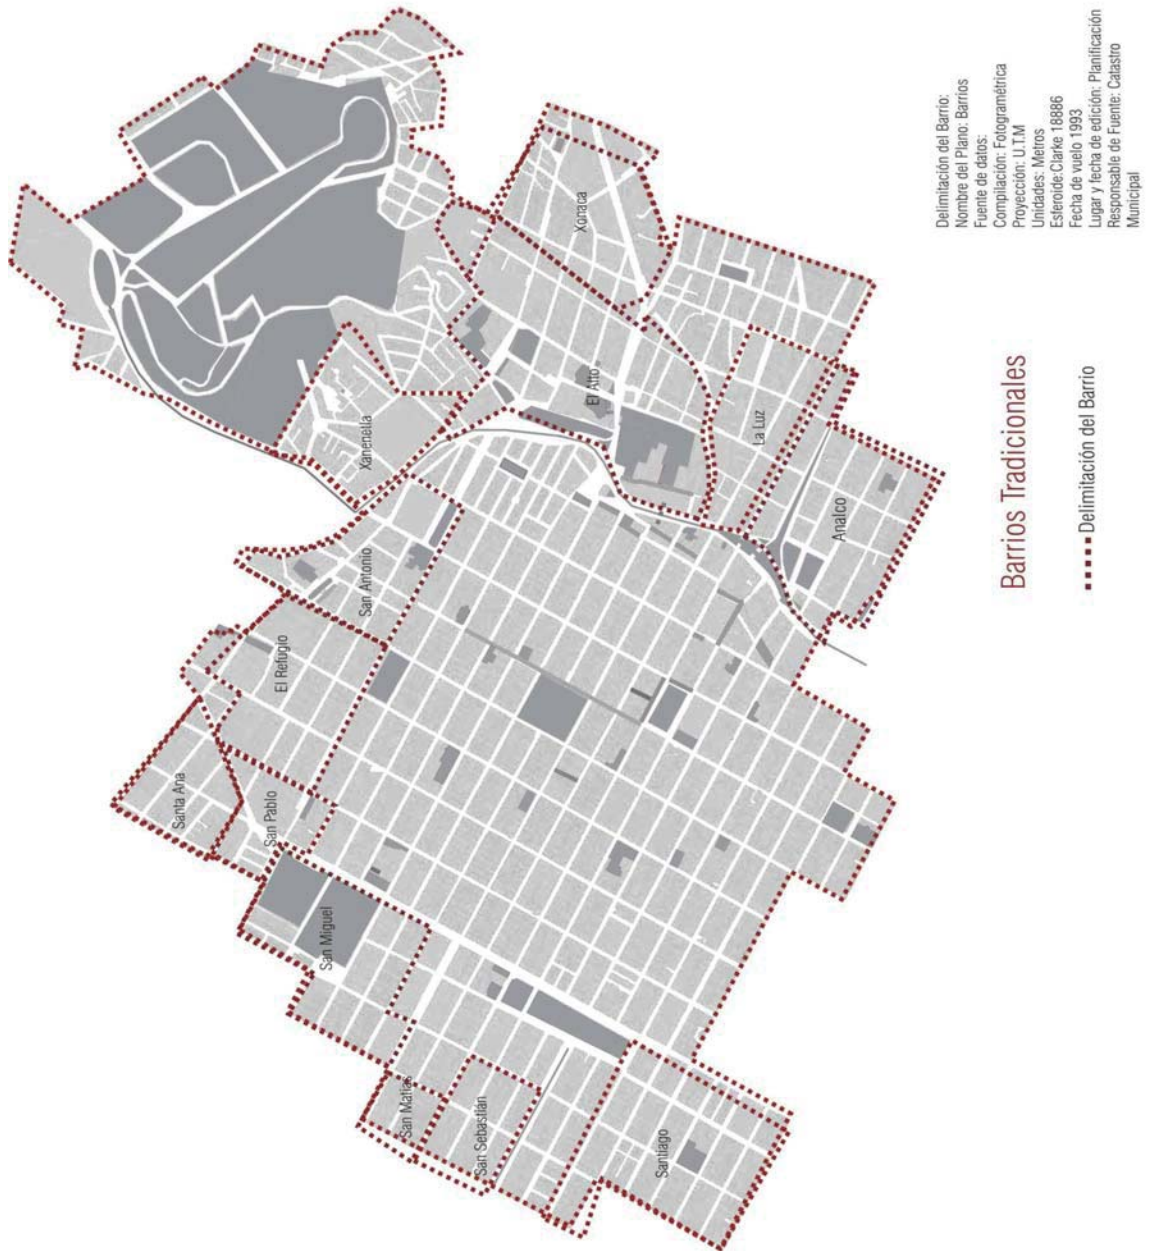 Xonaca
Xanenetla
El Alto
La Luz
San Antonio
Analco
El Refugio
Santa Ana
San Pablo
San Miguel
San Matías
San Sebastián
Santiago
Barrios Tradicionales
Delimitación del Barrio
Delimitación del Barrio:
Nombre del Plano: Barrios
Fuente de datos:
Compilación: Fotogramétrica
Proyección: U.T.M
Unidades: Metros
Esferoide:Clarke 18886
Fecha de vuelo 1993
Lugar y fecha de edición: Planificación
Responsable de Fuente: Catastro
Municipal